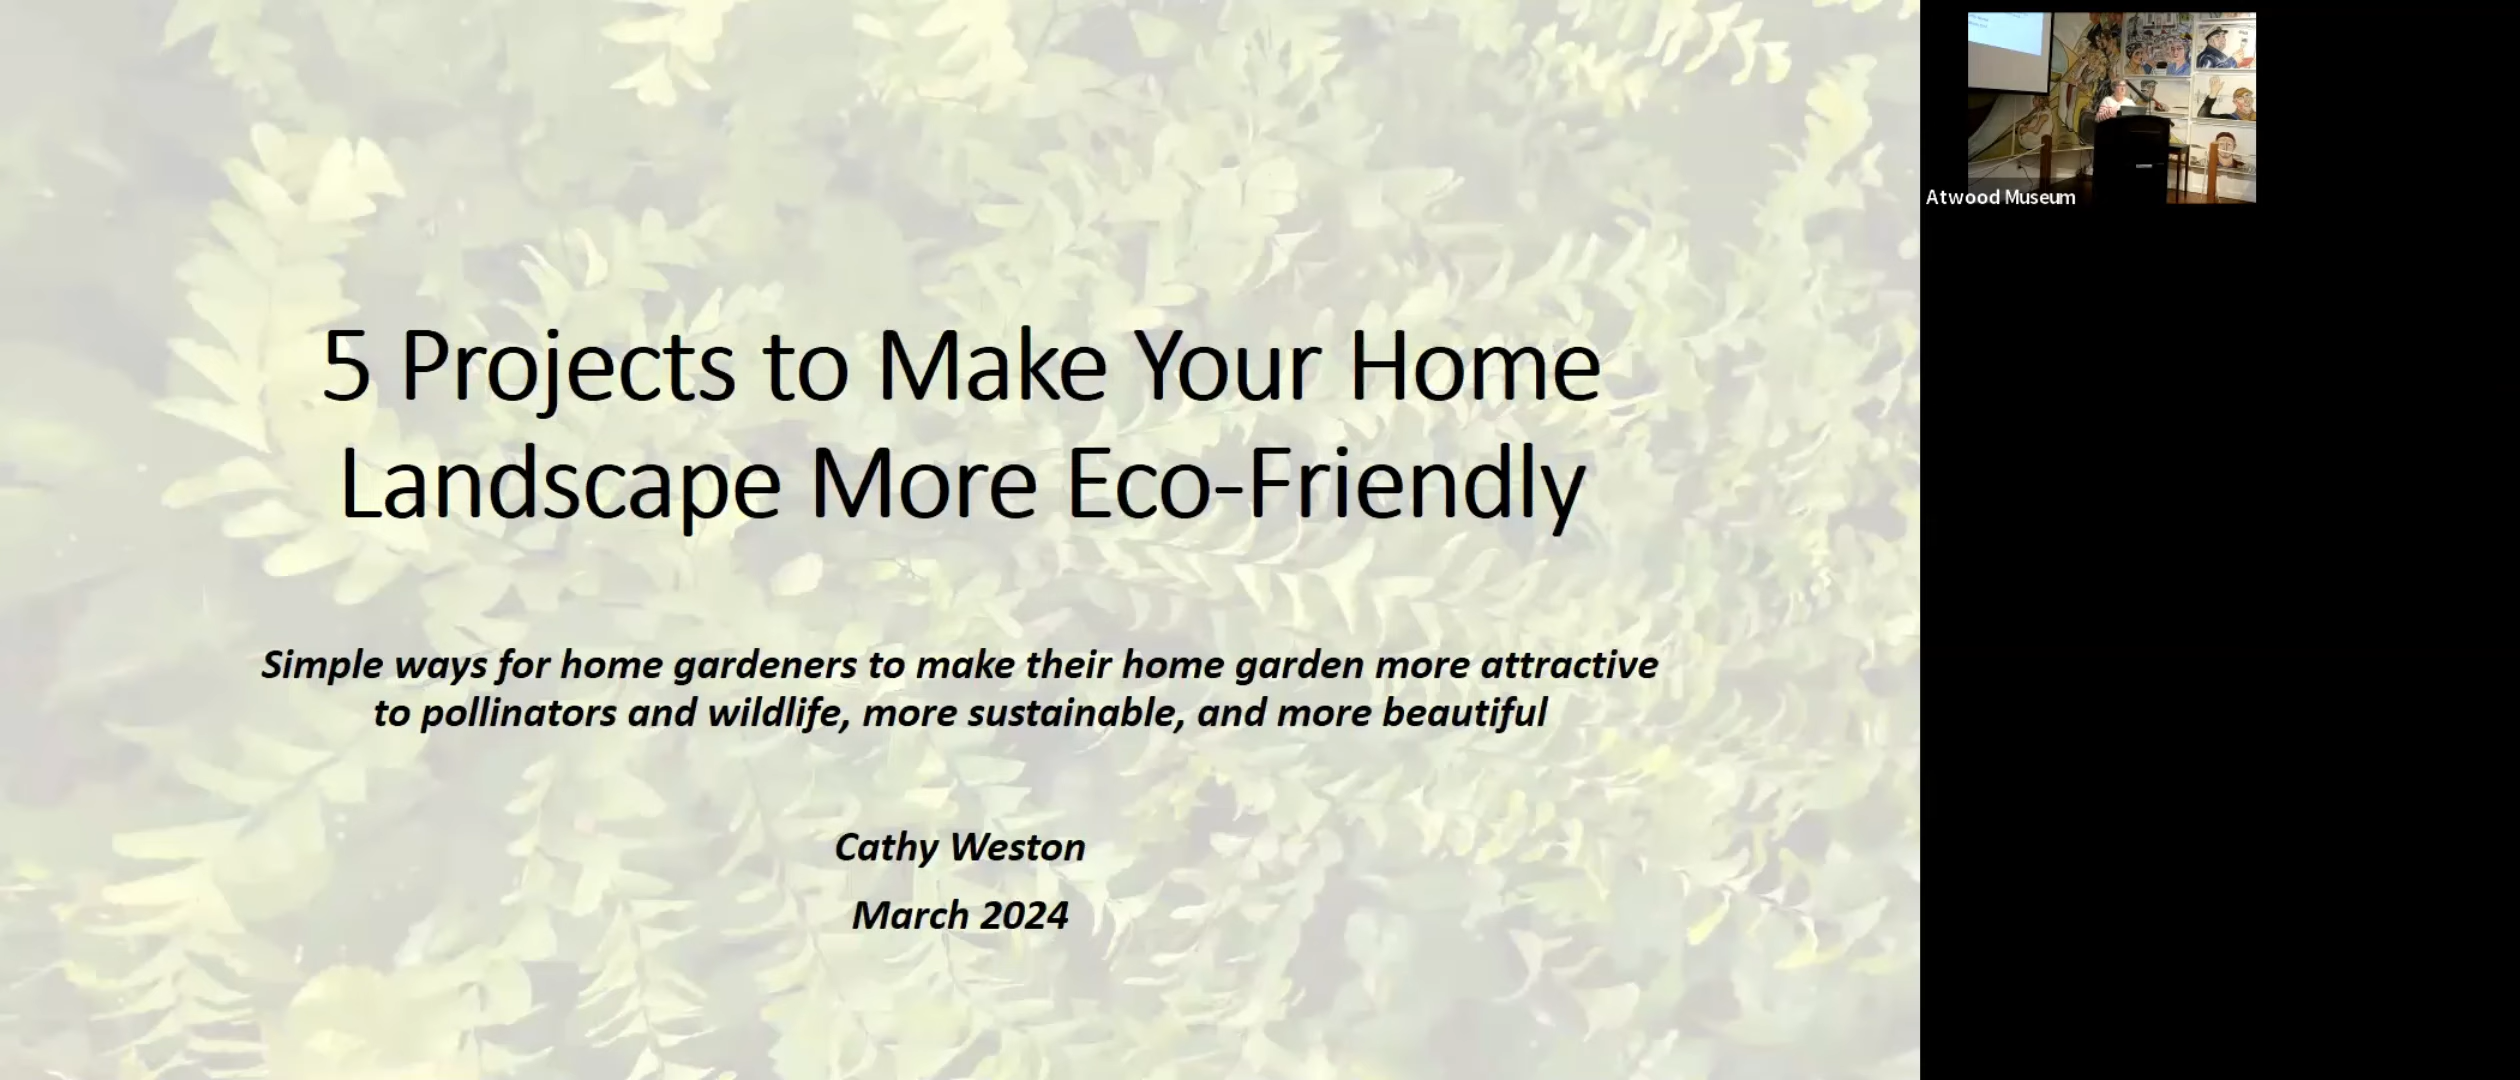 5 Projects to Make Your Home
Landscape More Eco-Friendly
Simple ways for home gardeners to make their home garden more attractive
to pollinators and wildlife, more sustainable, and more beautiful
Cathy Weston
March 2024
Atwood Museum